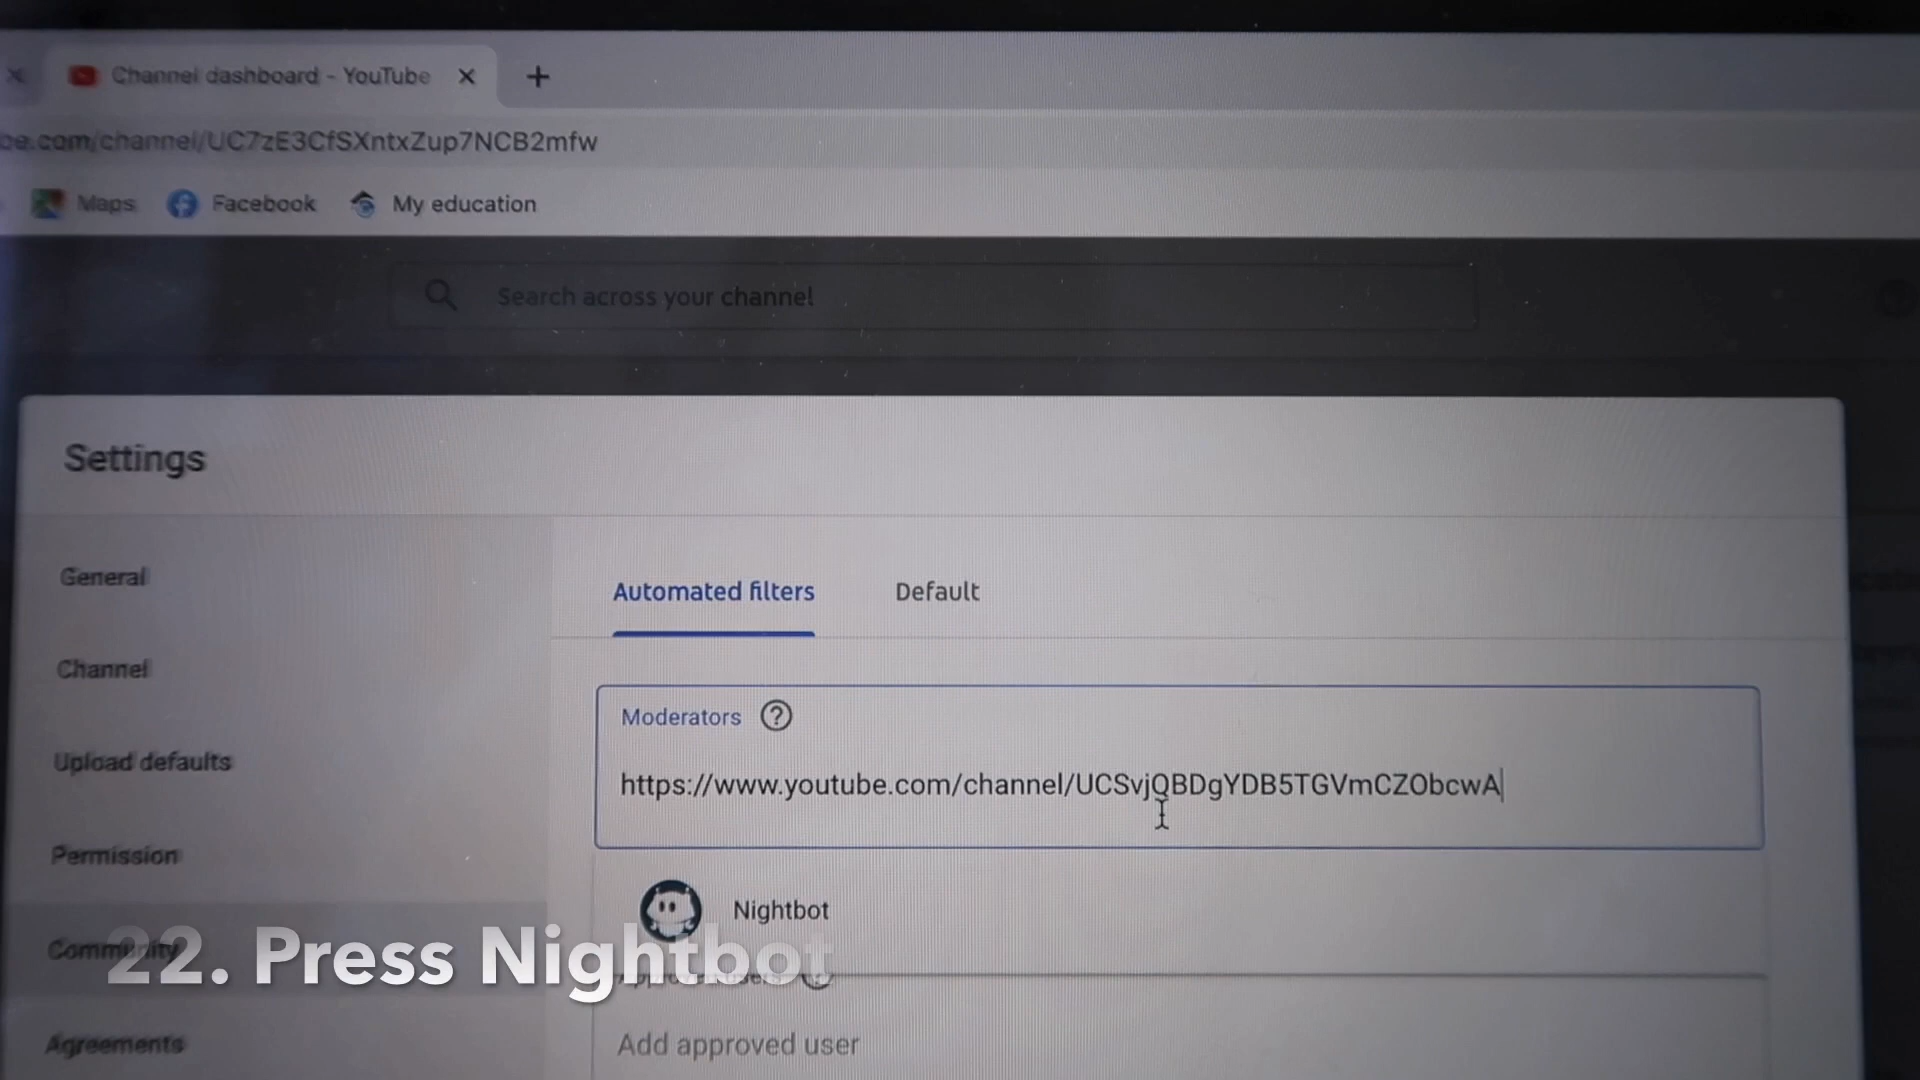 Channel dashboard - YouTube
be.com/channel/UC7zE3CfSXntxZup7NCB2mfw
Maps Facebook My education
Search across your channel
Settings
General
Channel
Upload defaults
Permission
Community
Agreements
Automated filters Default
Moderators
https://www.youtube.com/channel/UCSvjQBDgYDB5TGVmCZObcwA
Nightbot
22. Press Nightbot
Add approved user